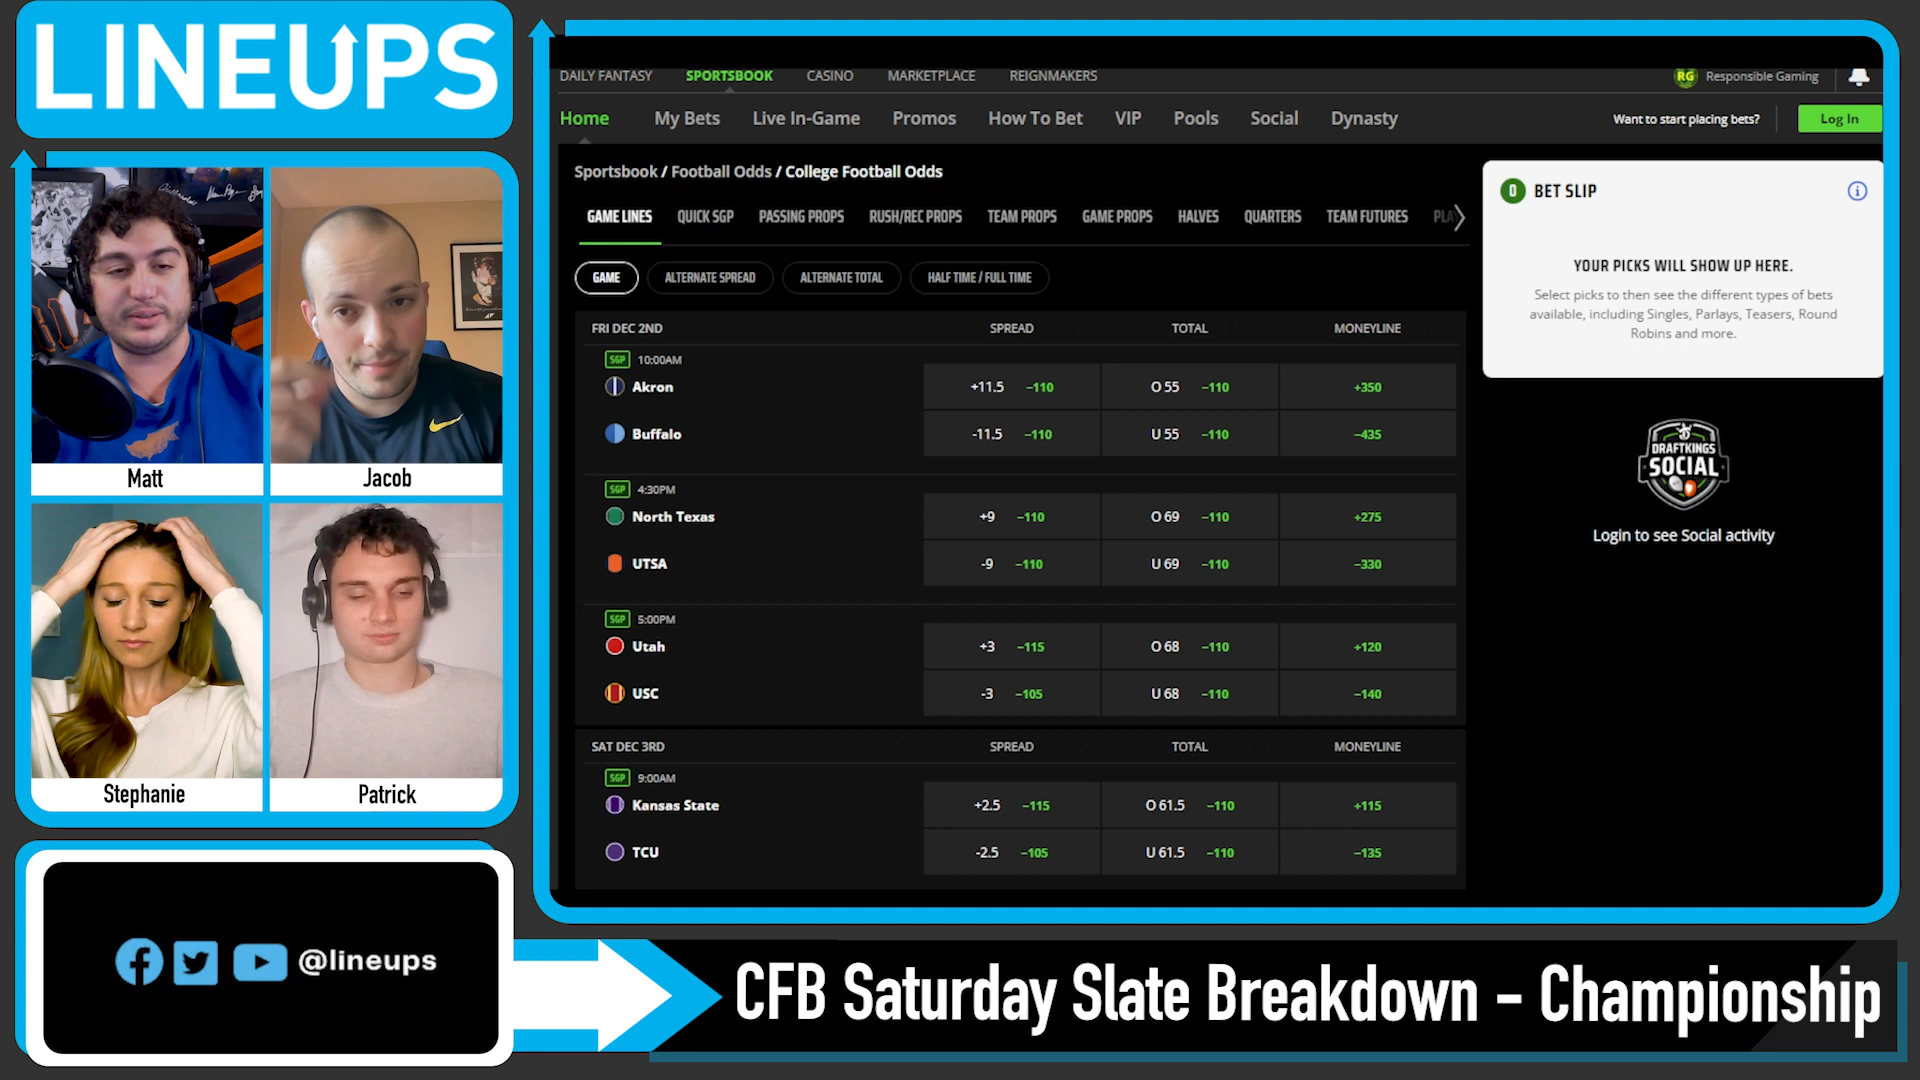 LINEUPS
Matt
Jacob
Stephanie
Patrick
@lineups
DAILY FANTASY SPORTSBOOK CASINO MARKETPLACE REIGNMAKERS
RG Responsible Gaming
Home My Bets Live In-Game Promos How To Bet VIP Pools Social Dynasty
Want to start placing bets? Log In
Sportsbook / Football Odds / College Football Odds
GAME LINES QUICK SGP PASSING PROPS RUSH/REC PROPS TEAM PROPS GAME PROPS HALVES QUARTERS TEAM FUTURES
GAME ALTERNATE SPREAD ALTERNATE TOTAL HALF TIME / FULL TIME
FRI DEC 2ND SPREAD TOTAL MONEYLINE
SGP 10:00AM
Akron +11.5 −110 O 55 −110 +350
Buffalo -11.5 −110 U 55 −110 −435
SGP 4:30PM
North Texas +9 −110 O 69 −110 +275
UTSA -9 −110 U 69 −110 −330
SGP 5:00PM
Utah +3 −115 O 68 −110 +120
USC -3 −105 U 68 −110 −140
SAT DEC 3RD SPREAD TOTAL MONEYLINE
SGP 9:00AM
Kansas State +2.5 −115 O 61.5 −110 +115
TCU -2.5 −105 U 61.5 −110 −135
0 BET SLIP
YOUR PICKS WILL SHOW UP HERE.
Select picks to then see the different types of bets
available, including Singles, Parlays, Teasers, Round
Robins and more.
DRAFTKINGS
SOCIAL
Login to see Social activity
CFB Saturday Slate Breakdown - Championship